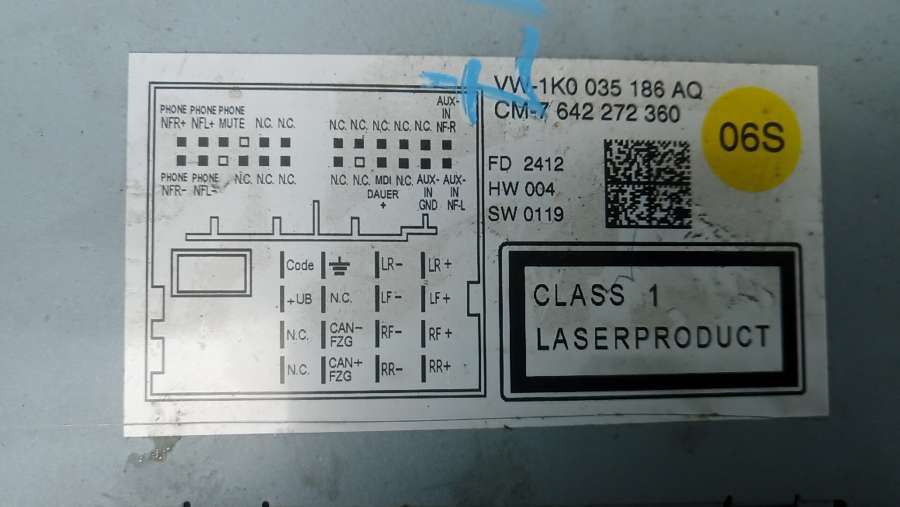 VW-1K0 035 186 AQ
CM-7 642 272 360
06S
FD 2412
HW 004
SW 0119
PHONE PHONE PHONE
NFR+ NFL+ MUTE N.C. N.C.
N.C. N.C. N.C. N.C. N.C. AUX-IN NF-R
PHONE PHONE
NFR- NFL- N.C. N.C. N.C.
N.C. N.C. MDI DAUER + N.C. AUX-IN GND AUX-IN NF-L
Code LR- LR+
+UB N.C. LF- LF+
N.C. CAN-FZG RF- RF+
N.C. CAN+FZG RR- RR+
CLASS 1
LASERPRODUCT